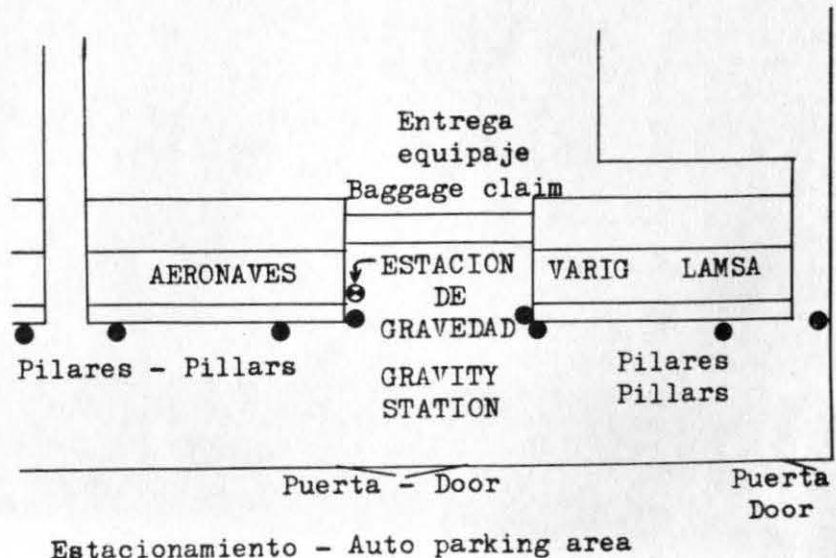 Entrega
equipaje
Baggage claim
AERONAVES
ESTACION
DE
GRAVEDAD
GRAVITY
STATION
VARIG LAMSA
Pilares - Pillars
Pilares
Pillars
Puerta - Door
Puerta
Door
Estacionamiento - Auto parking area